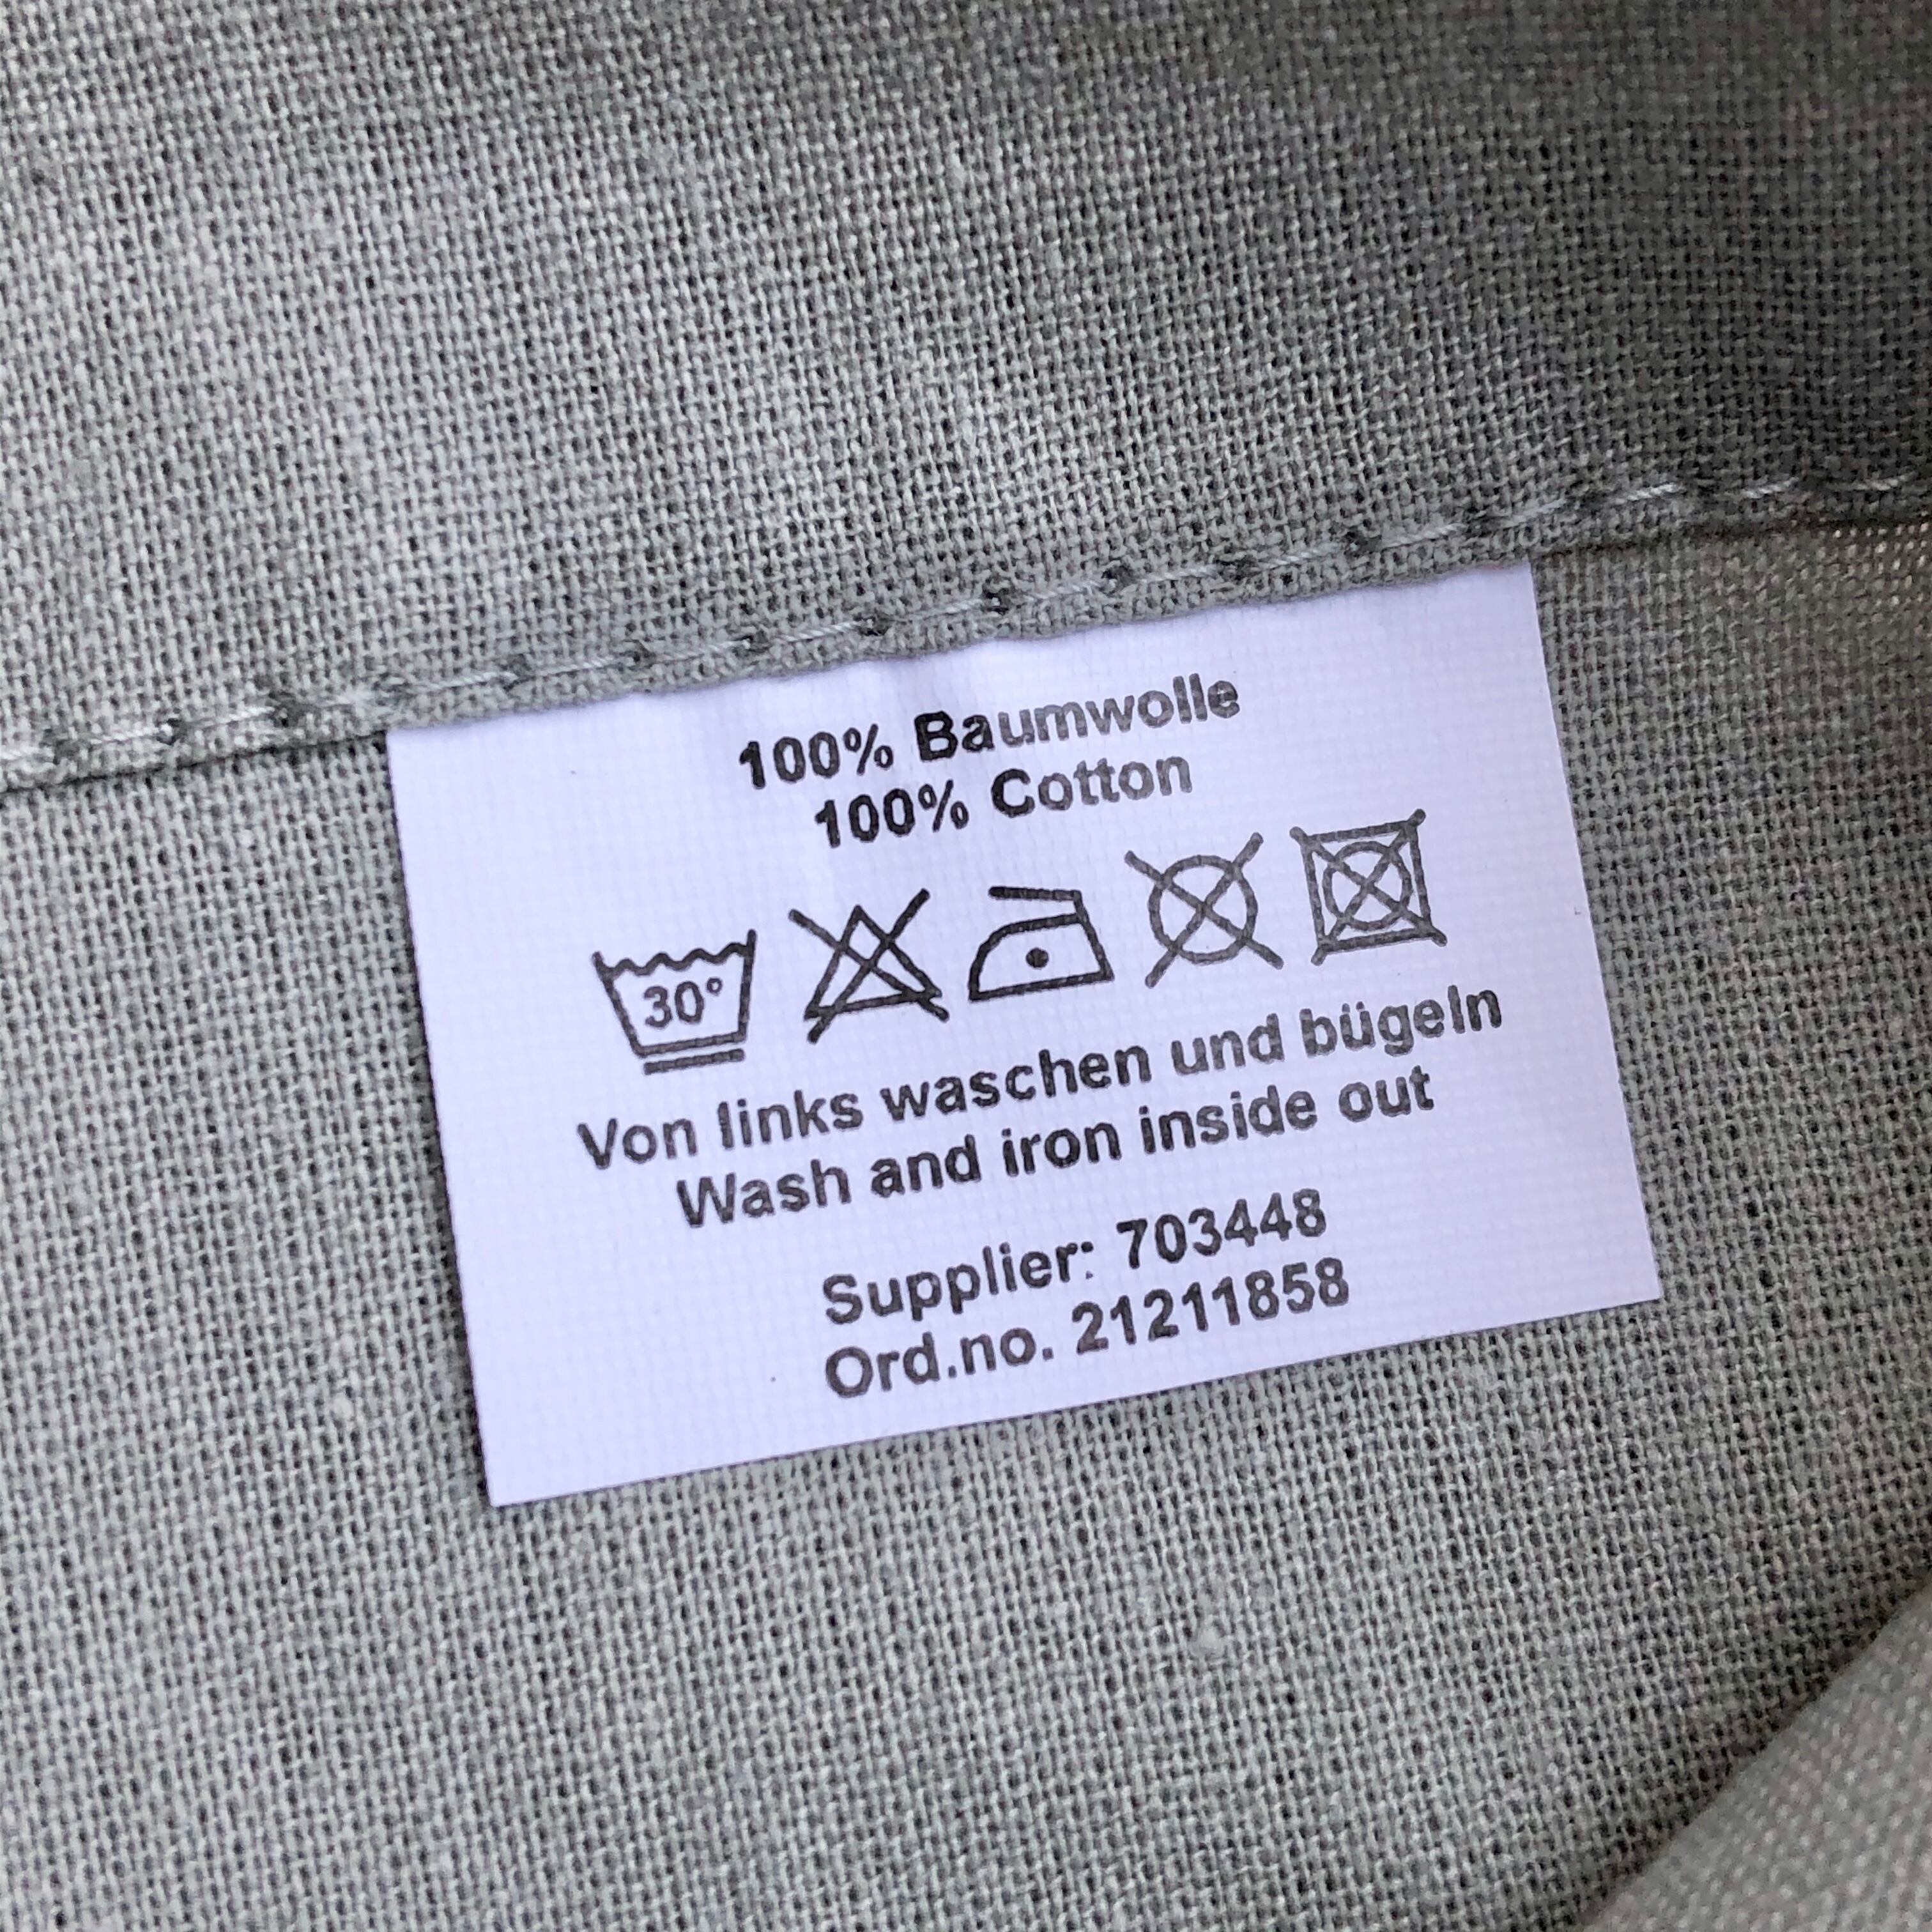 100% Baumwolle
100% Cotton
30°
Von links waschen und bügeln
Wash and iron inside out
Supplier: 703448
Ord.no. 21211858